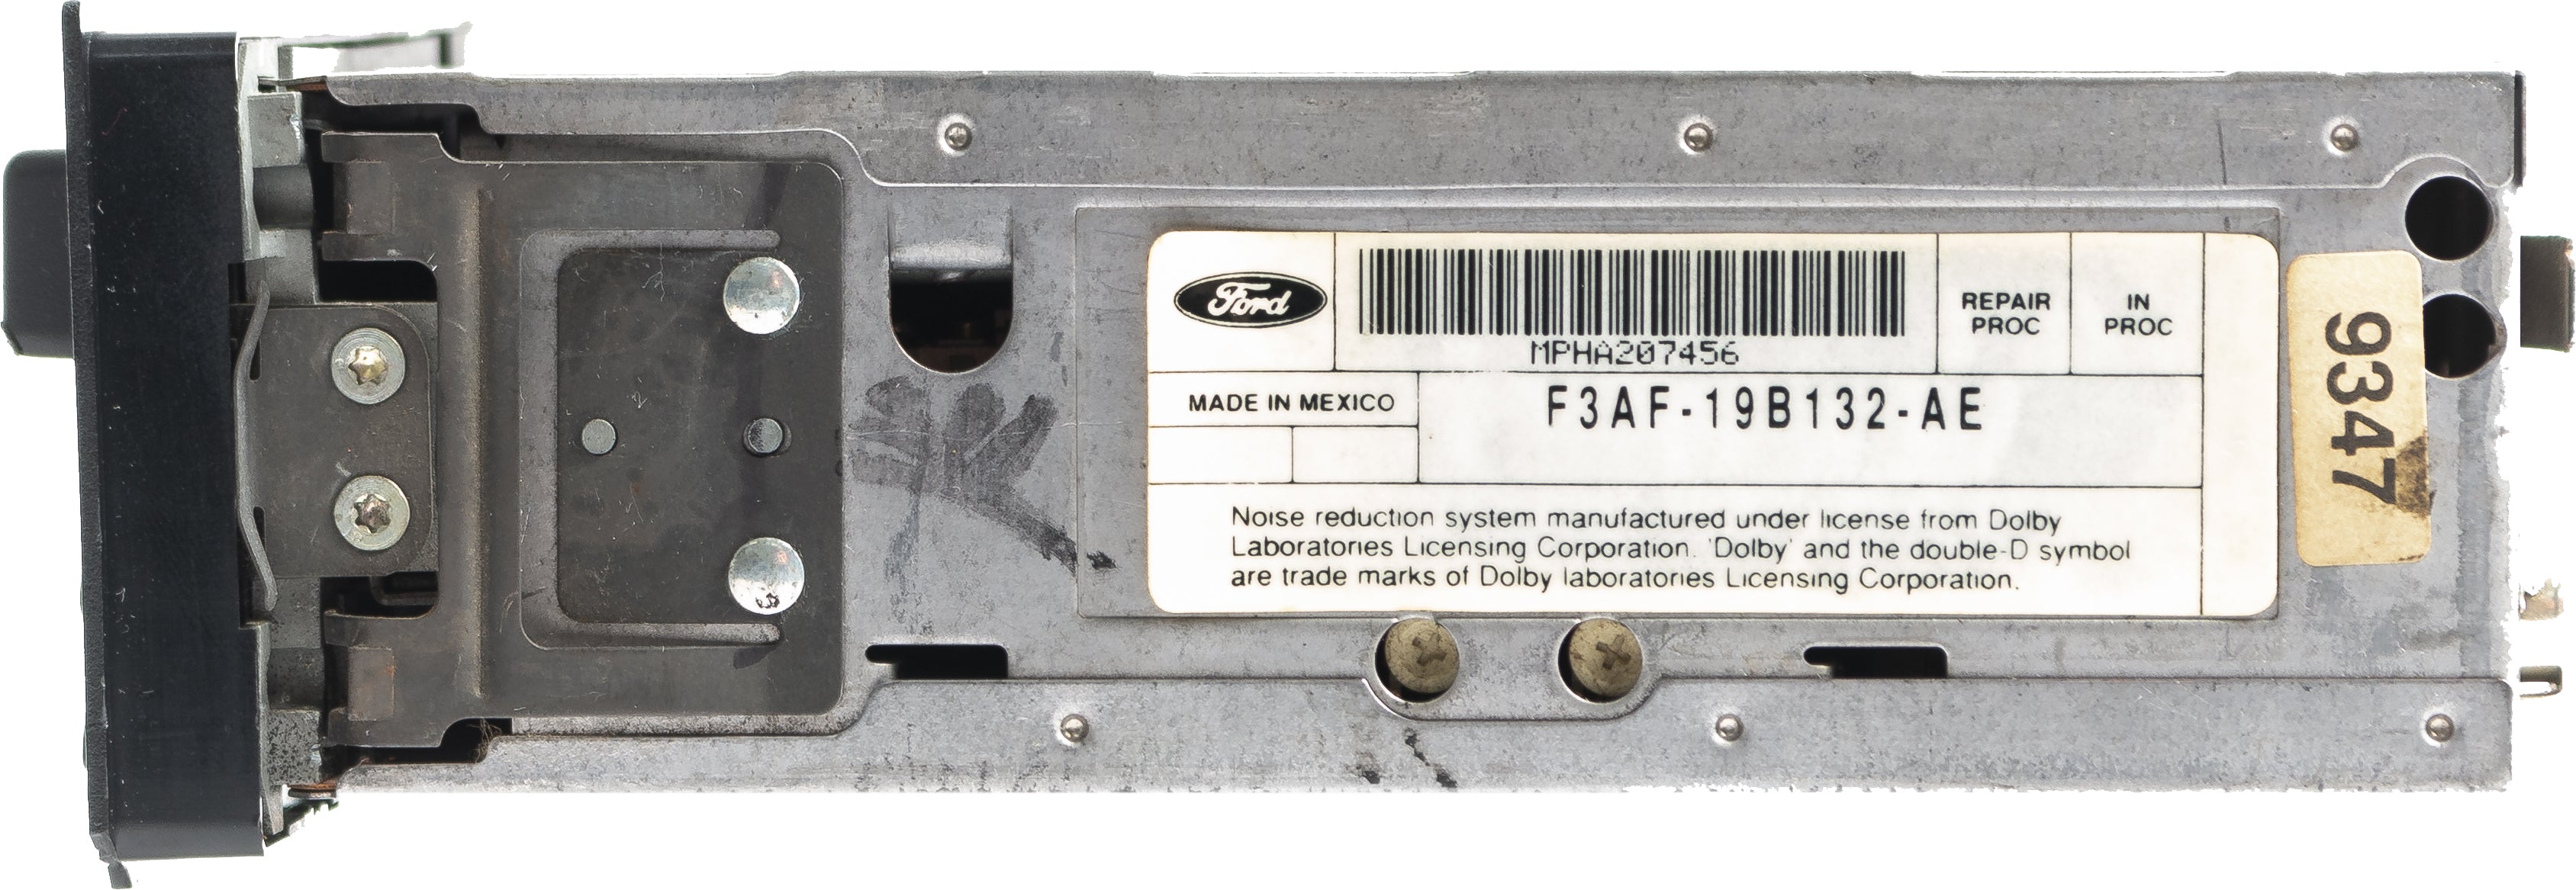 Ford
REPAIR PROC
IN PROC
MPHA207456
MADE IN MEXICO
F3AF-19B132-AE
Noise reduction system manufactured under license from Dolby
Laboratories Licensing Corporation. 'Dolby' and the double-D symbol
are trade marks of Dolby laboratories Licensing Corporation.
9347